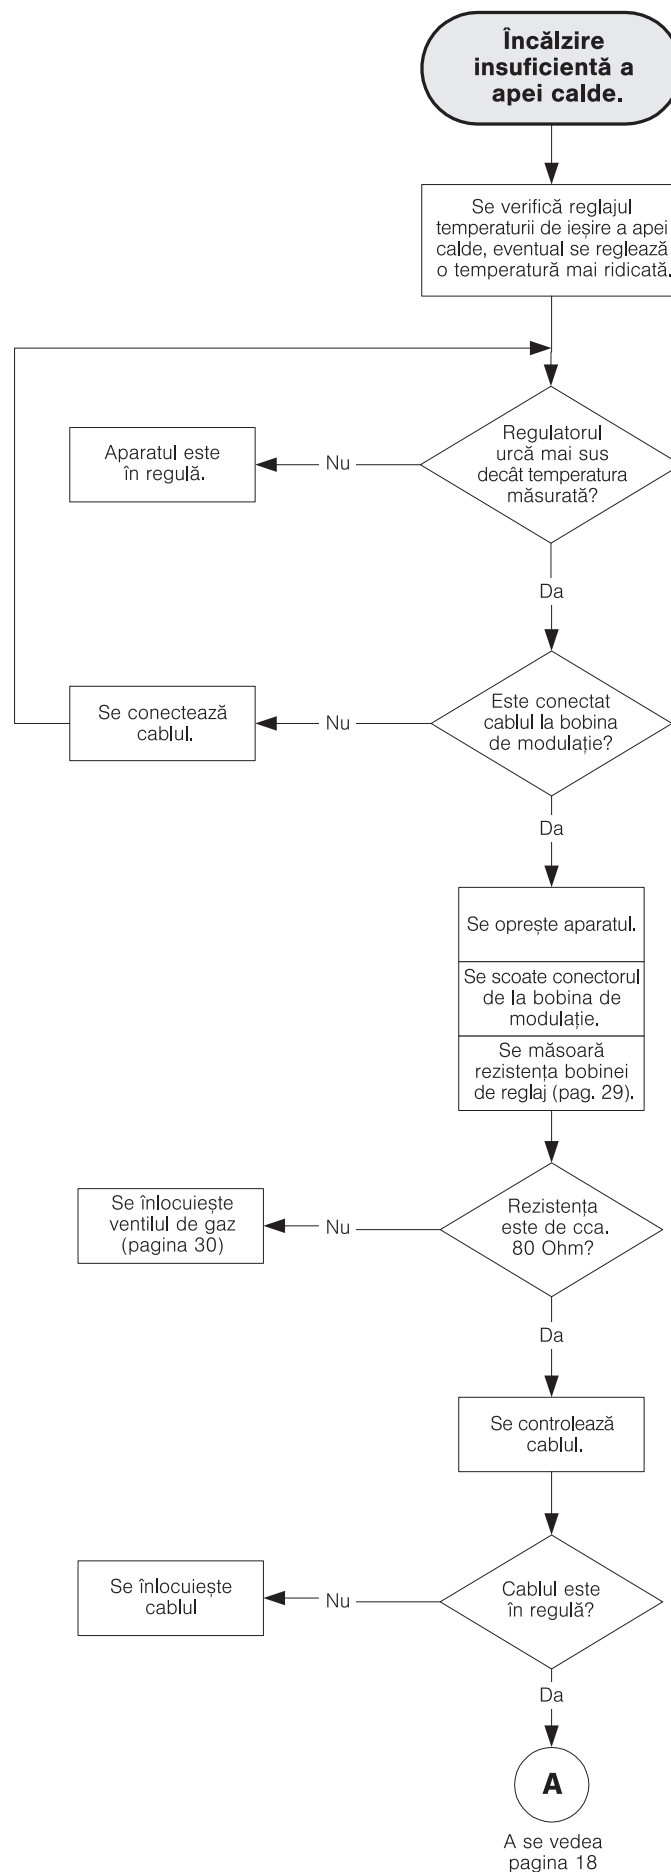 Încălzire
insuficientă a
apei calde.
Se verifică reglajul
temperaturii de ieșire a apei
calde, eventual se reglează
o temperatură mai ridicată.
Regulatorul
urcă mai sus
decât temperatura
măsurată?
Nu
Aparatul este
în regulă.
Da
Este conectat
cablul la bobina
de modulație?
Nu
Se conectează
cablul.
Da
Se oprește aparatul.
Se scoate conectorul
de la bobina de
modulație.
Se măsoară
rezistența bobinei
de reglaj (pag. 29).
Rezistența
este de cca.
80 Ohm?
Nu
Se înlocuiește
ventilul de gaz
(pagina 30)
Da
Se controlează
cablul.
Cablul este
în regulă?
Nu
Se înlocuiește
cablul
Da
A
A se vedea
pagina 18